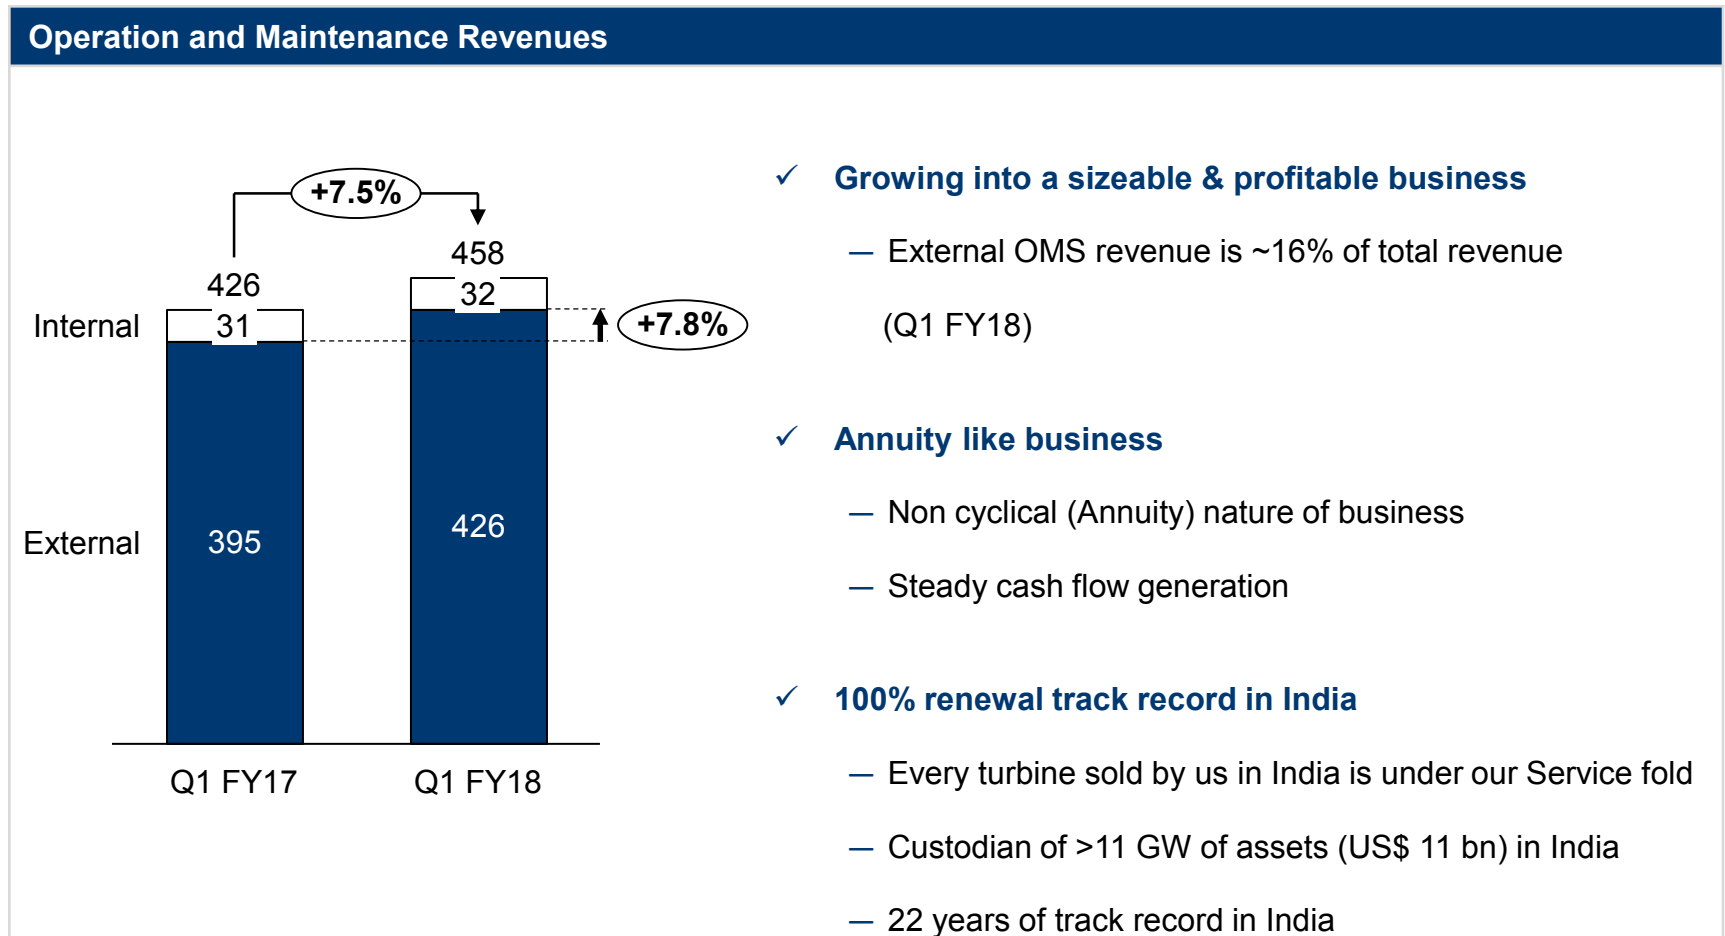 Operation and Maintenance Revenues
+7.5%
458
426
32
Internal
31
+7.8%
External
395
426
Q1 FY17
Q1 FY18
✓ Growing into a sizeable & profitable business
— External OMS revenue is ~16% of total revenue
(Q1 FY18)
✓ Annuity like business
— Non cyclical (Annuity) nature of business
— Steady cash flow generation
✓ 100% renewal track record in India
— Every turbine sold by us in India is under our Service fold
— Custodian of >11 GW of assets (US$ 11 bn) in India
— 22 years of track record in India